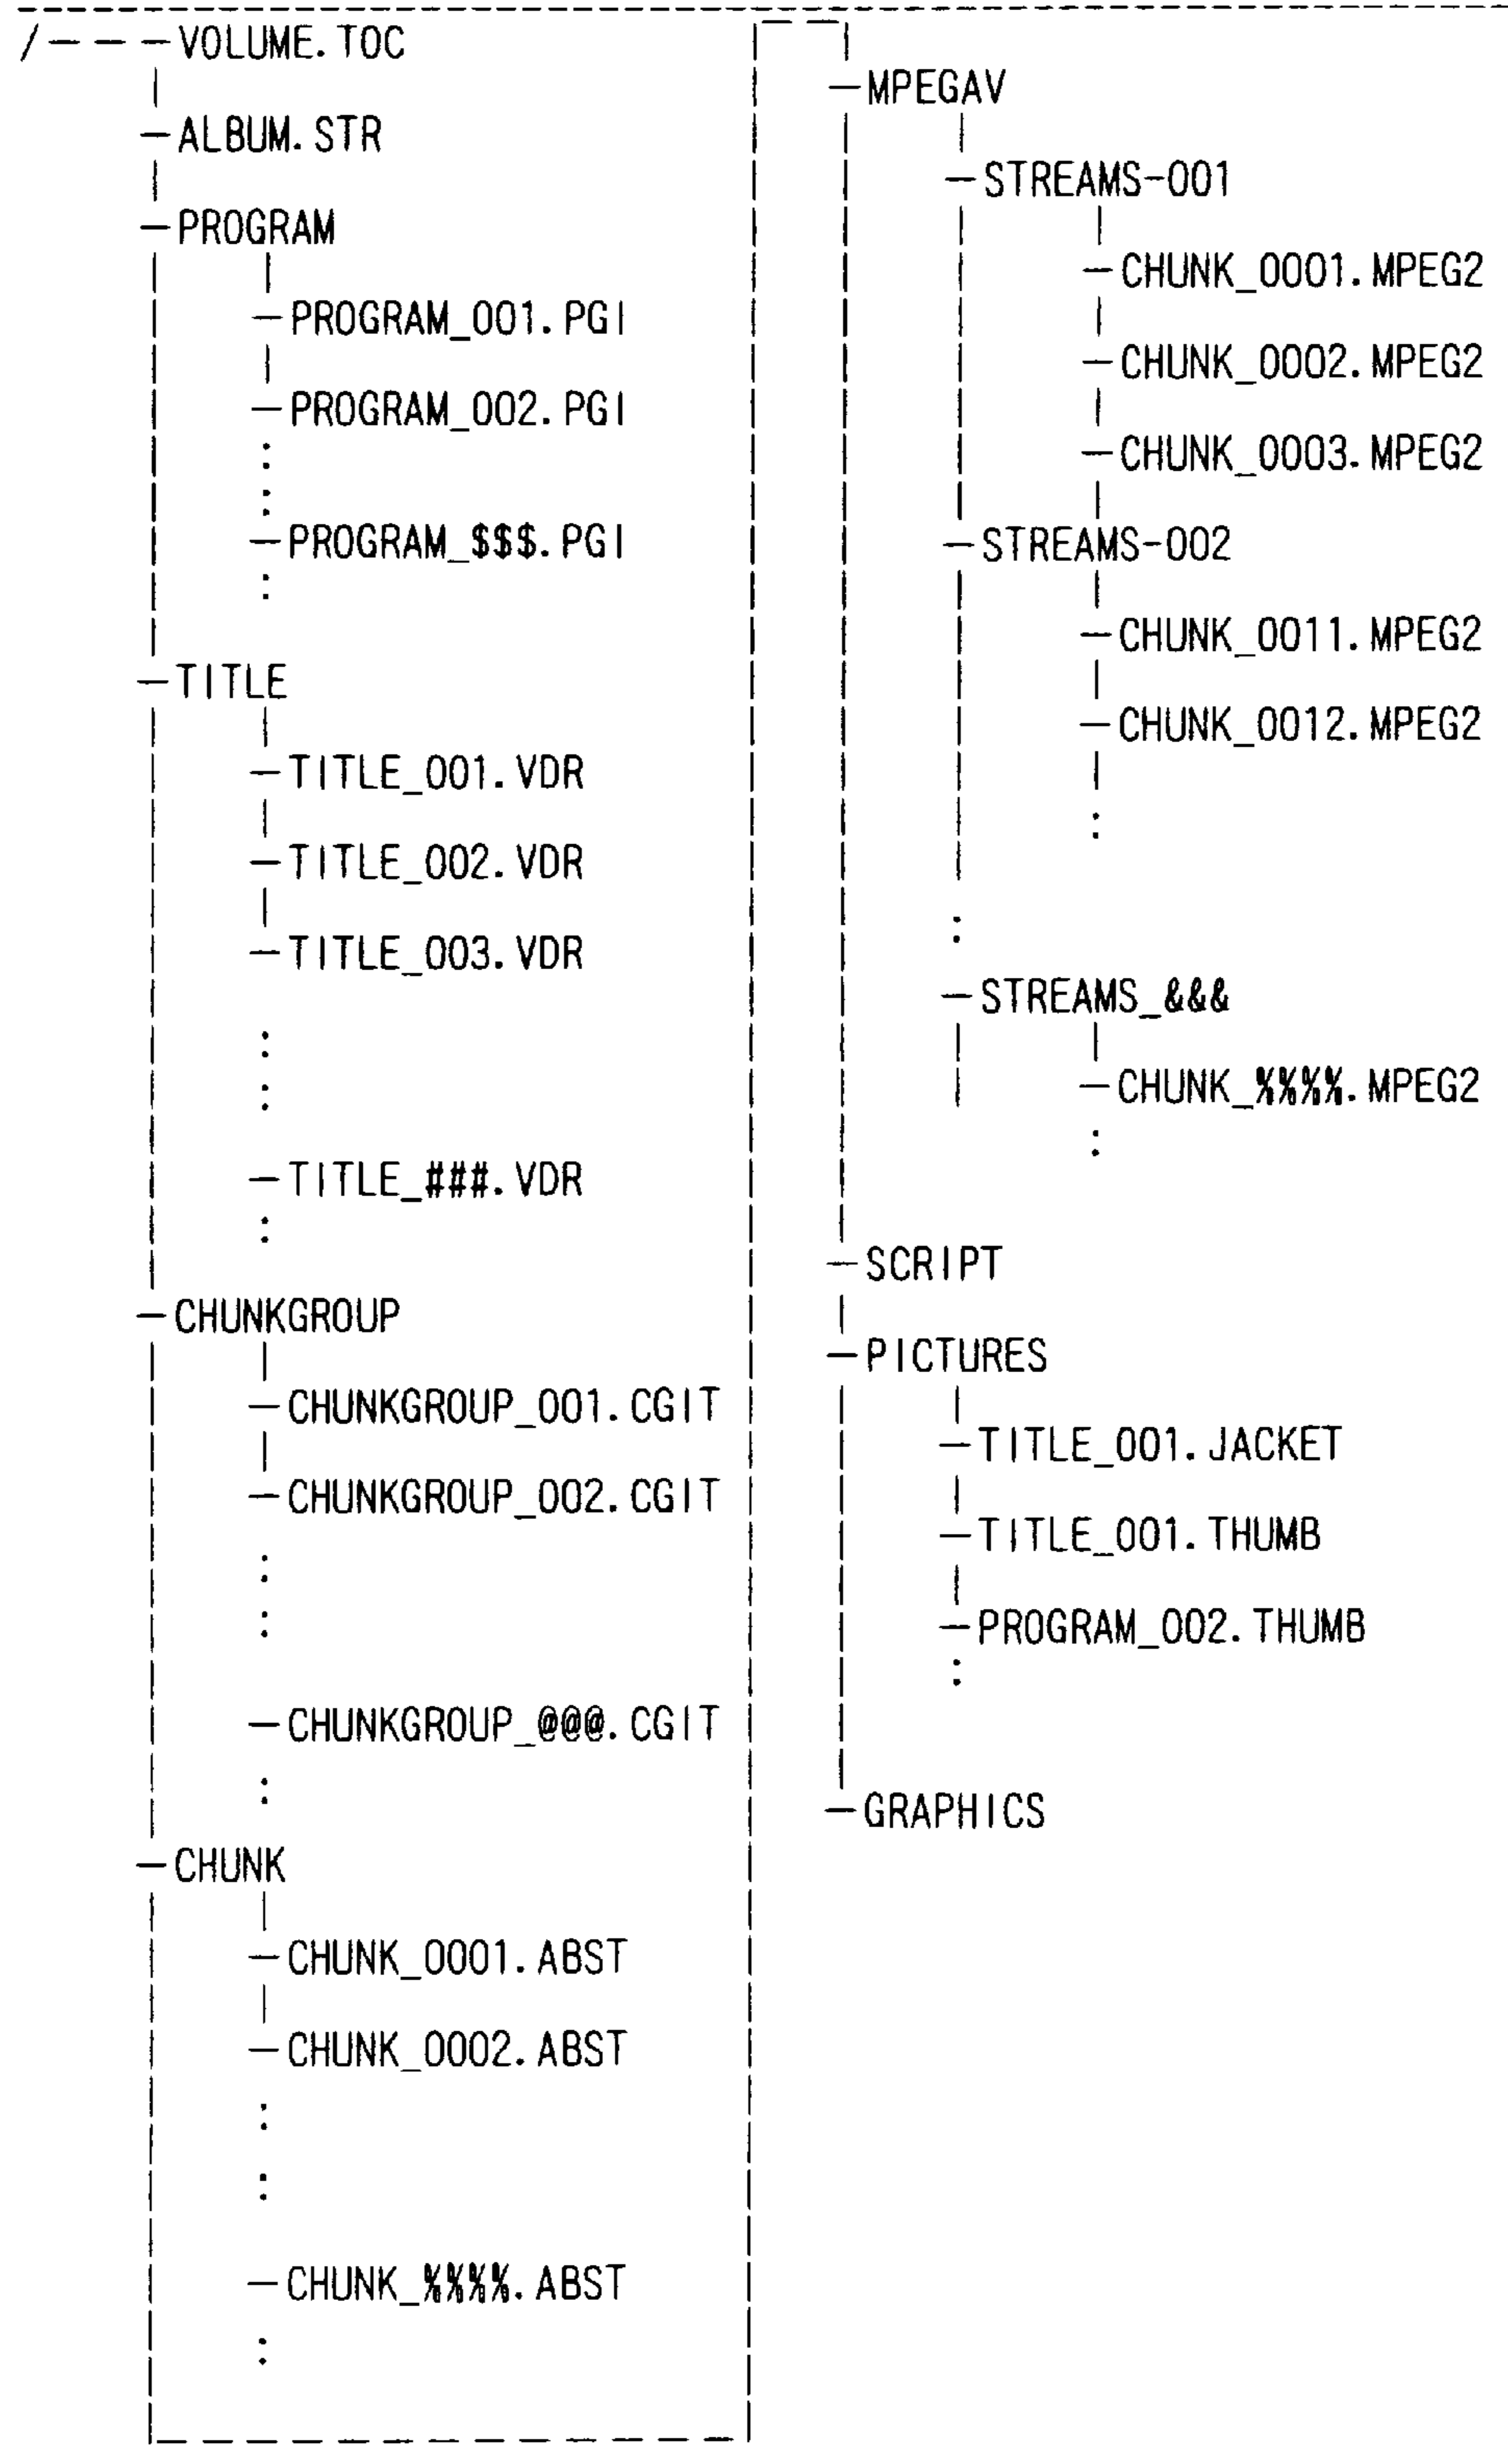 /---VOLUME.TOC
ALBUM.STR
PROGRAM
PROGRAM_001.PGI
PROGRAM_002.PGI
PROGRAM_$$$.PGI
TITLE
TITLE_001.VDR
TITLE_002.VDR
TITLE_003.VDR
TITLE_###.VDR
CHUNKGROUP
CHUNKGROUP_001.CGIT
CHUNKGROUP_002.CGIT
CHUNKGROUP_@@@.CGIT
CHUNK
CHUNK_0001.ABST
CHUNK_0002.ABST
CHUNK_%%%%.ABST
MPEGAV
STREAMS-001
CHUNK_0001.MPEG2
CHUNK_0002.MPEG2
CHUNK_0003.MPEG2
STREAMS-002
CHUNK_0011.MPEG2
CHUNK_0012.MPEG2
STREAMS_&&&
CHUNK_%%%%.MPEG2
SCRIPT
PICTURES
TITLE_001.JACKET
TITLE_001.THUMB
PROGRAM_002.THUMB
GRAPHICS